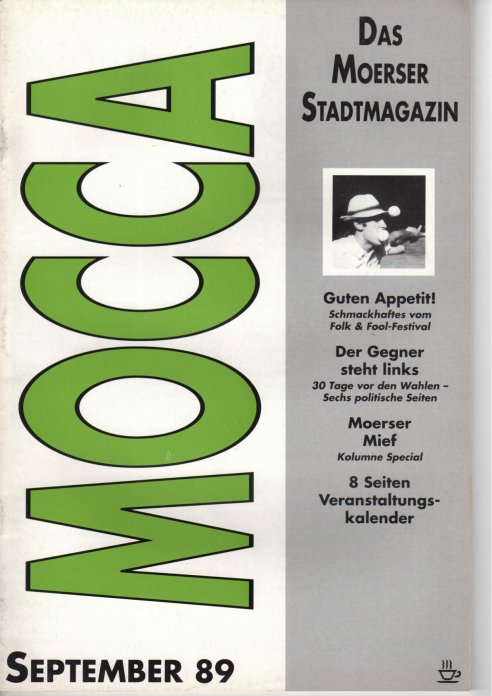 MOCCA
DAS
MOERSER
STADTMAGAZIN
Guten Appetit!
Schmackhaftes vom
Folk & Fool-Festival
Der Gegner
steht links
30 Tage vor den Wahlen –
Sechs politische Seiten
Moerser
Mief
Kolumne Special
8 Seiten
Veranstaltungs-
kalender
SEPTEMBER 89